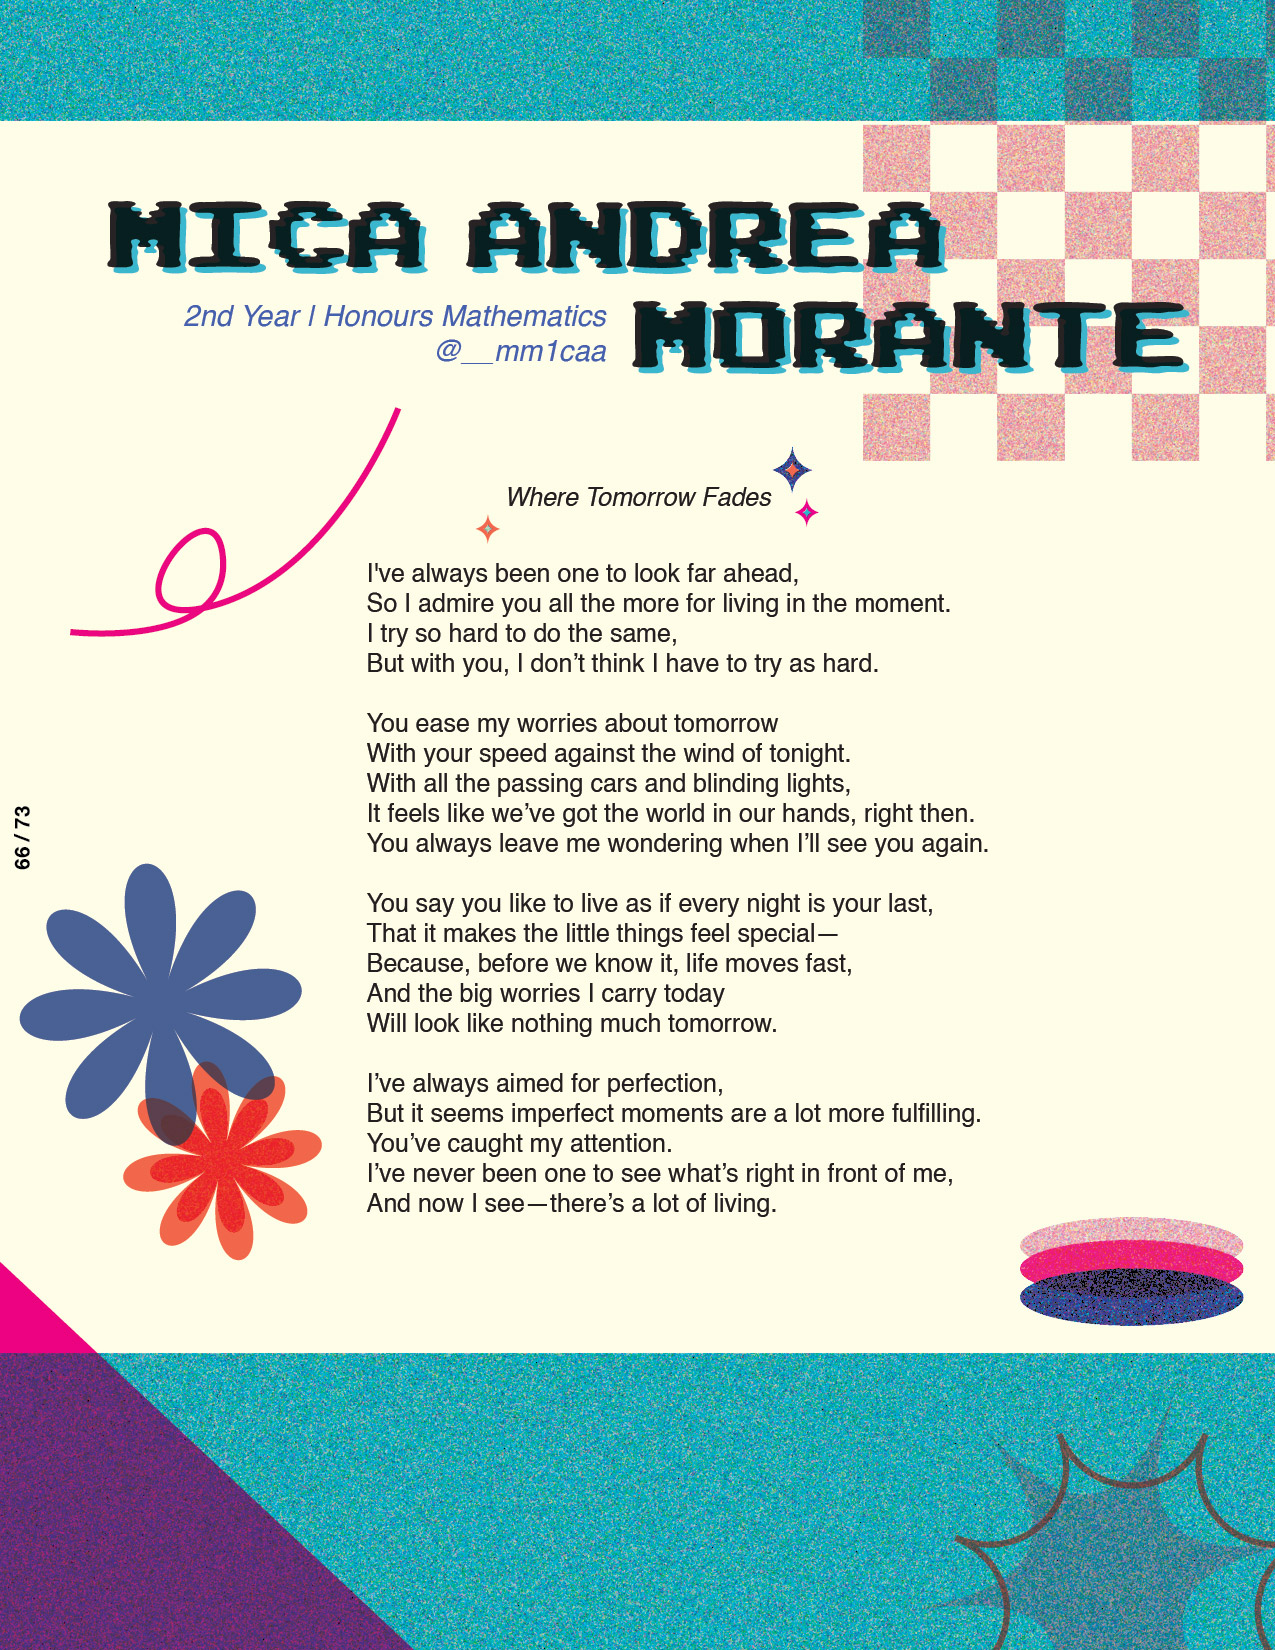 MICA ANDREA
MORANTE
2nd Year | Honours Mathematics
@__mm1caa
Where Tomorrow Fades
I've always been one to look far ahead,
So I admire you all the more for living in the moment.
I try so hard to do the same,
But with you, I don’t think I have to try as hard.
You ease my worries about tomorrow
With your speed against the wind of tonight.
With all the passing cars and blinding lights,
It feels like we’ve got the world in our hands, right then.
You always leave me wondering when I’ll see you again.
You say you like to live as if every night is your last,
That it makes the little things feel special—
Because, before we know it, life moves fast,
And the big worries I carry today
Will look like nothing much tomorrow.
I’ve always aimed for perfection,
But it seems imperfect moments are a lot more fulfilling.
You’ve caught my attention.
I’ve never been one to see what’s right in front of me,
And now I see—there’s a lot of living.
66 / 73